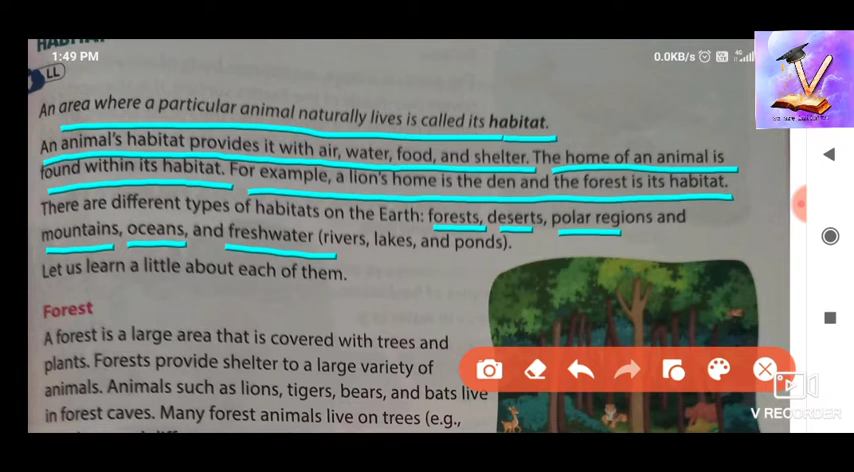 HABITAT
1:49 PM
0.0KB/s
4G
LL
An area where a particular animal naturally lives is called its habitat.
An animal's habitat provides it with air, water, food, and shelter. The home of an animal is
found within its habitat. For example, a lion's home is the den and the forest is its habitat.
There are different types of habitats on the Earth: forests, deserts, polar regions and
mountains, oceans, and freshwater (rivers, lakes, and ponds).
Let us learn a little about each of them.
Forest
A forest is a large area that is covered with trees and
plants. Forests provide shelter to a large variety of
animals. Animals such as lions, tigers, bears, and bats live
in forest caves. Many forest animals live on trees (e.g.,
V
V RECORDER